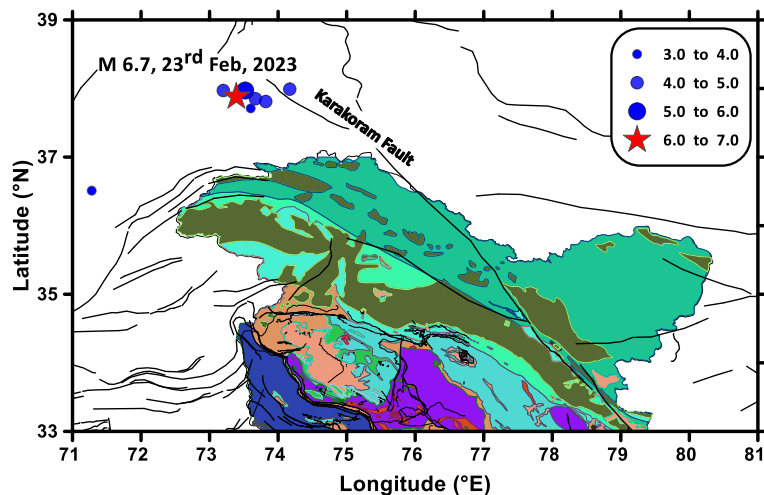 39
37
35
33
Latitude (°N)
M 6.7, 23rd Feb, 2023
Karakoram Fault
3.0 to 4.0
4.0 to 5.0
5.0 to 6.0
6.0 to 7.0
71 72 73 74 75 76 77 78 79 80 81
Longitude (°E)